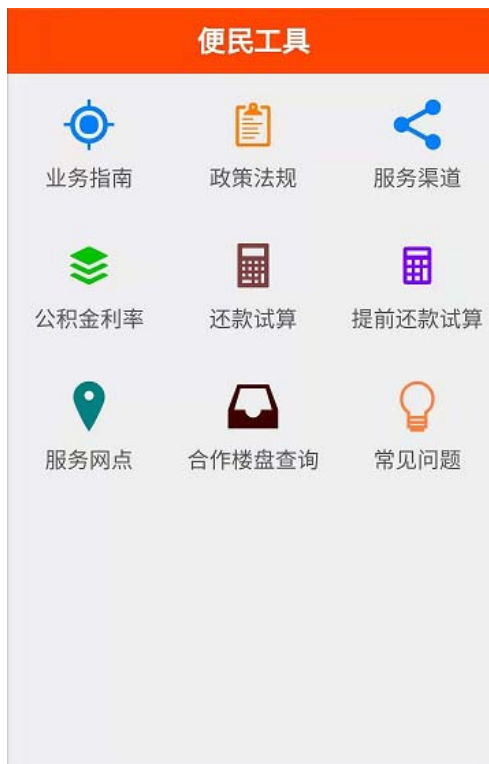 便民工具
业务指南 政策法规 服务渠道
公积金利率 还款试算 提前还款试算
服务网点 合作楼盘查询 常见问题